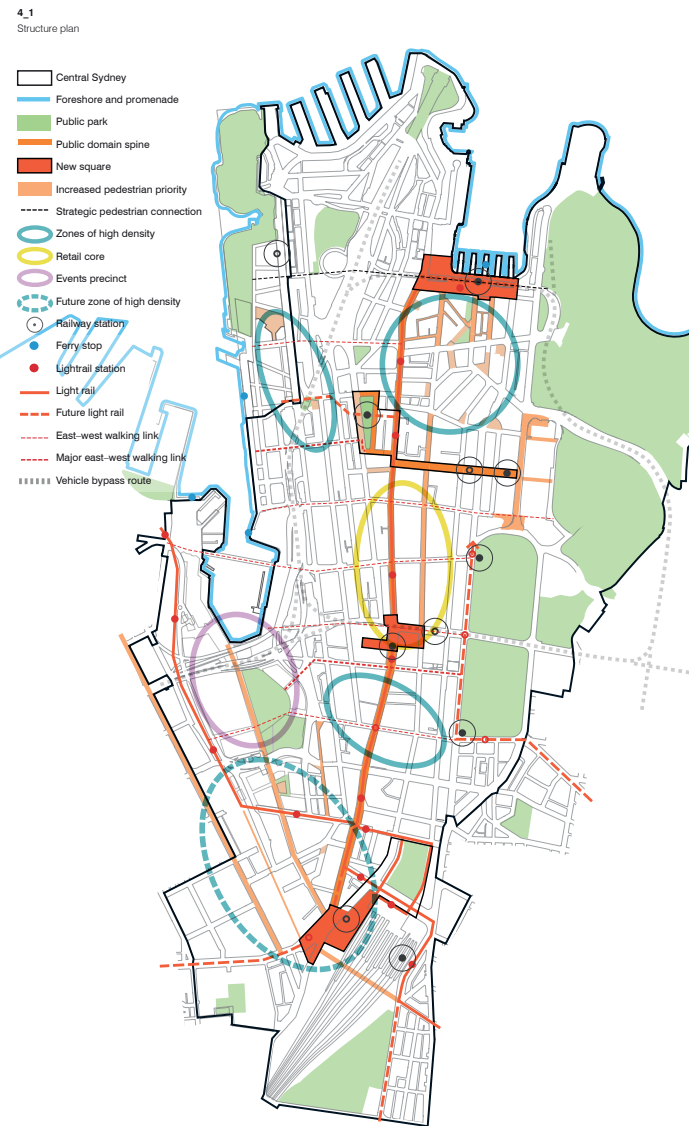 4_1
Structure plan
Central Sydney
Foreshore and promenade
Public park
Public domain spine
New square
Increased pedestrian priority
Strategic pedestrian connection
Zones of high density
Retail core
Events precinct
Future zone of high density
Railway station
Ferry stop
Lightrail station
Light rail
Future light rail
East–west walking link
Major east–west walking link
Vehicle bypass route